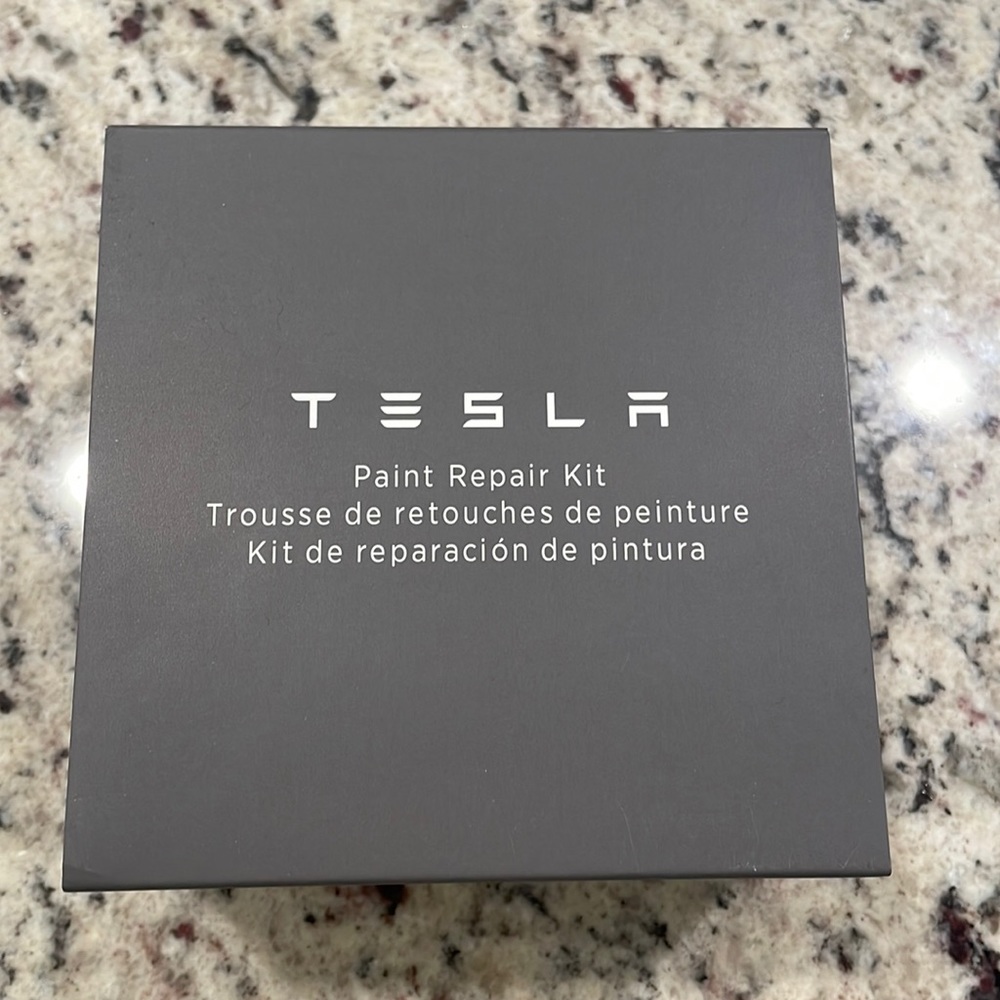 TESLA
Paint Repair Kit
Trousse de retouches de peinture
Kit de reparación de pintura